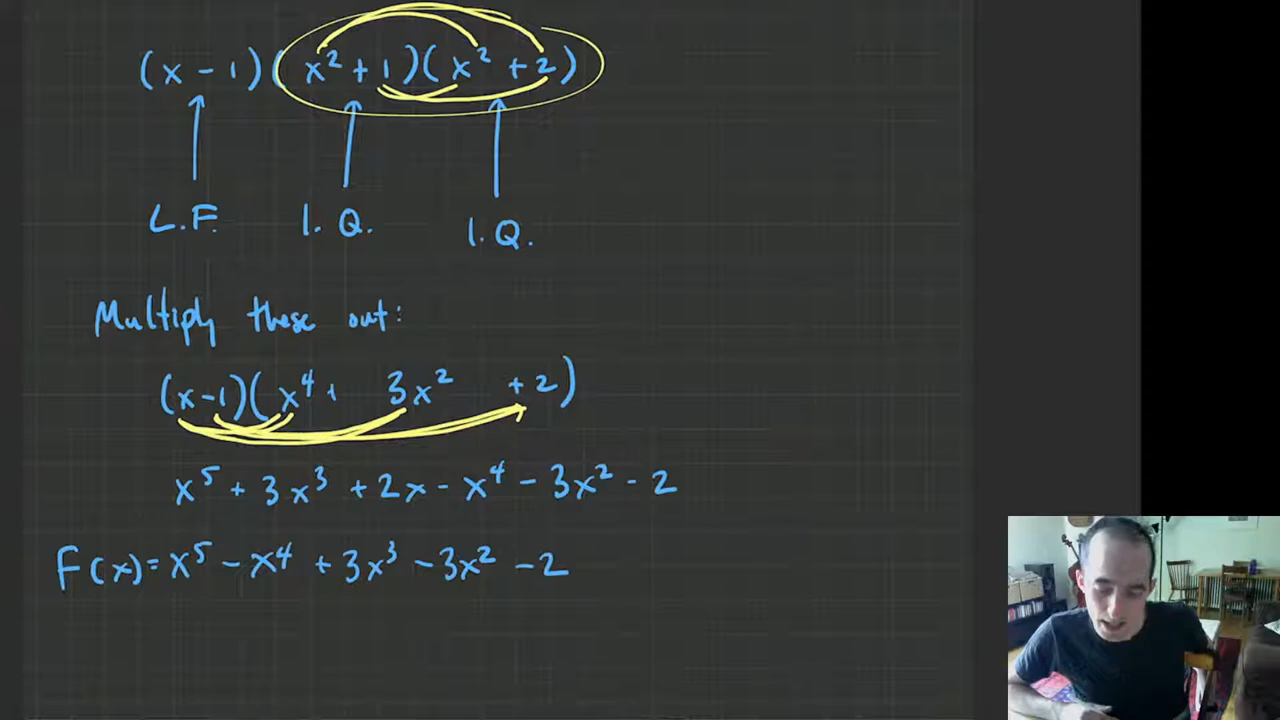 (x - 1)(x² + 1)(x² + 2)
L.F. I.Q. I.Q.
Multiply these out:
(x - 1)(x⁴ + 3x² + 2)
x⁵ + 3x³ + 2x - x⁴ - 3x² - 2
F(x) = x⁵ - x⁴ + 3x³ - 3x² - 2